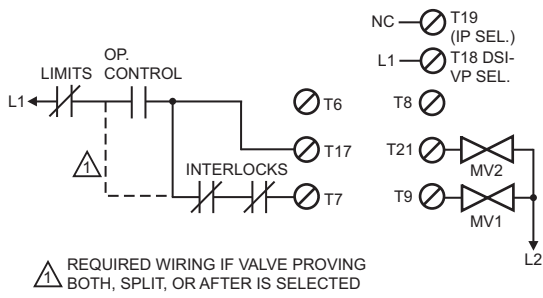 NC
T19
(IP SEL.)
OP.
CONTROL
L1
T18 DSI-
VP SEL.
LIMITS
L1
T6
T8
1
T17
T21
MV2
INTERLOCKS
T7
T9
MV1
L2
1 REQUIRED WIRING IF VALVE PROVING
BOTH, SPLIT, OR AFTER IS SELECTED